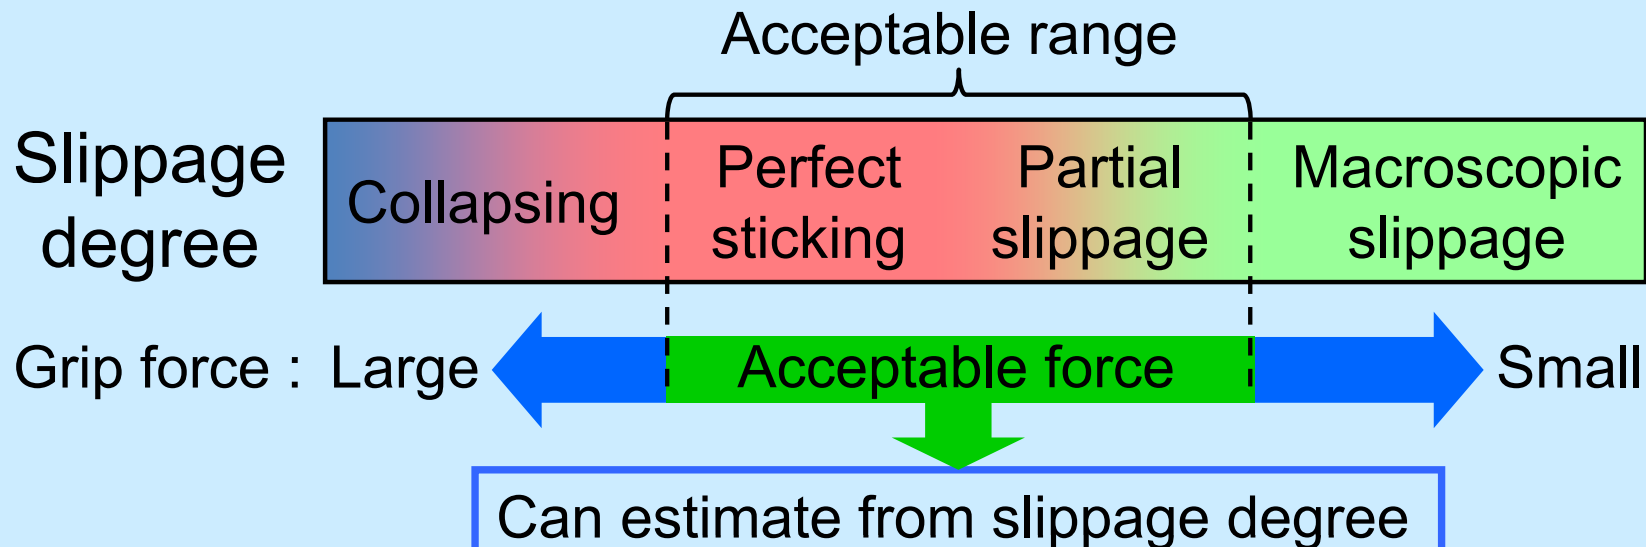 Acceptable range
Slippage
degree
Collapsing
Perfect
sticking
Partial
slippage
Macroscopic
slippage
Grip force : Large
Acceptable force
Small
Can estimate from slippage degree